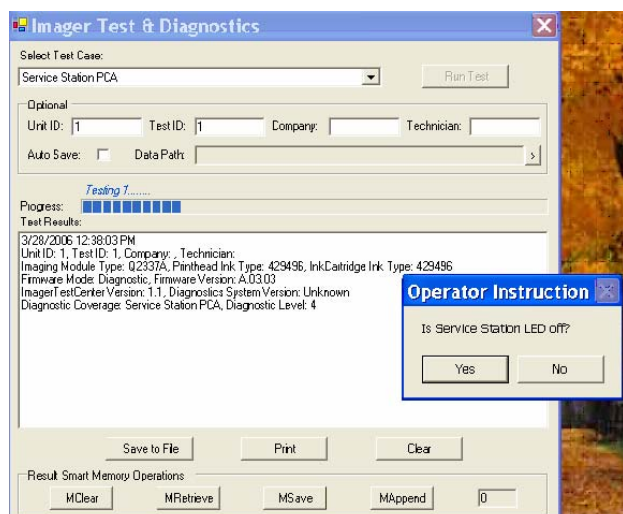 Imager Test & Diagnostics
Select Test Case:
Service Station PCA
Run Test
Optional
Unit ID: 1 Test ID: 1 Company: Technician:
Auto Save: Data Path: >
Testing 1........
Progress:
Test Results:
3/28/2006 12:38:03 PM
Unit ID: 1, Test ID: 1, Company: , Technician:
Imaging Module Type: Q2337A, Printhead Ink Type: 429496, InkCartridge Ink Type: 429496
Firmware Mode: Diagnostic, Firmware Version: A.03.03
ImagerTestCenter Version: 1.1, Diagnostics System Version: Unknown
Diagnostic Coverage: Service Station PCA, Diagnostic Level: 4
Operator Instruction
Is Service Station LED off?
Yes No
Save to File Print Clear
Result Smart Memory Operations
MClear MRetrieve MSave MAppend 0